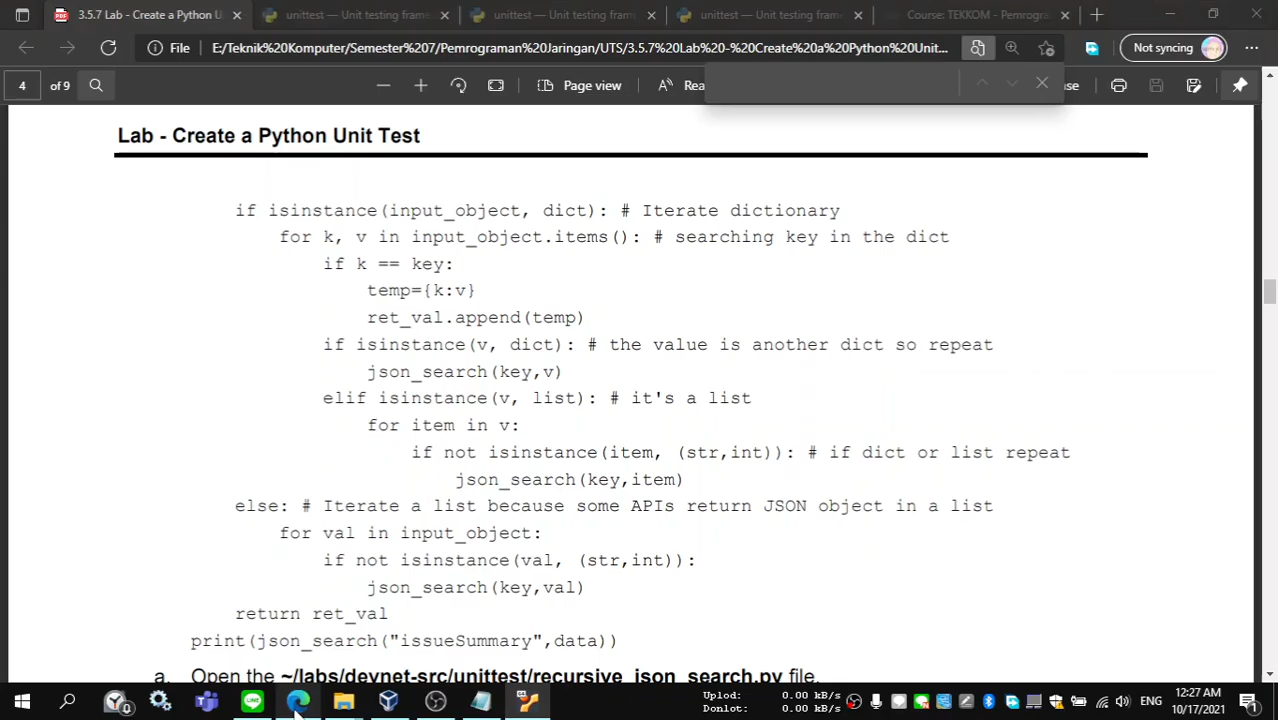 3.5.7 Lab - Create a Python U
unittest — Unit testing frame
unittest — Unit testing fram
unittest — Unit testing fram
Course: TEKKOM - Pemrogra
File
E:/Teknik%20Komputer/Semester%207/Pemrograman%20Jaringan/UTS/3.5.7%20Lab%20-%20Create%20a%20Python%20Unit...
Not syncing
4 of 9
Page view
Rea
use
Lab - Create a Python Unit Test
if isinstance(input_object, dict): # Iterate dictionary
for k, v in input_object.items(): # searching key in the dict
if k == key:
temp={k:v}
ret_val.append(temp)
if isinstance(v, dict): # the value is another dict so repeat
json_search(key,v)
elif isinstance(v, list): # it's a list
for item in v:
if not isinstance(item, (str,int)): # if dict or list repeat
json_search(key,item)
else: # Iterate a list because some APIs return JSON object in a list
for val in input_object:
if not isinstance(val, (str,int)):
json_search(key,val)
return ret_val
print(json_search("issueSummary",data))
a. Open the ~/labs/devnet-src/unittest/recursive_json_search.py file.
Uplod: 0.00 kB/s
Donlot: 0.00 kB/s
ENG
12:27 AM
10/17/2021